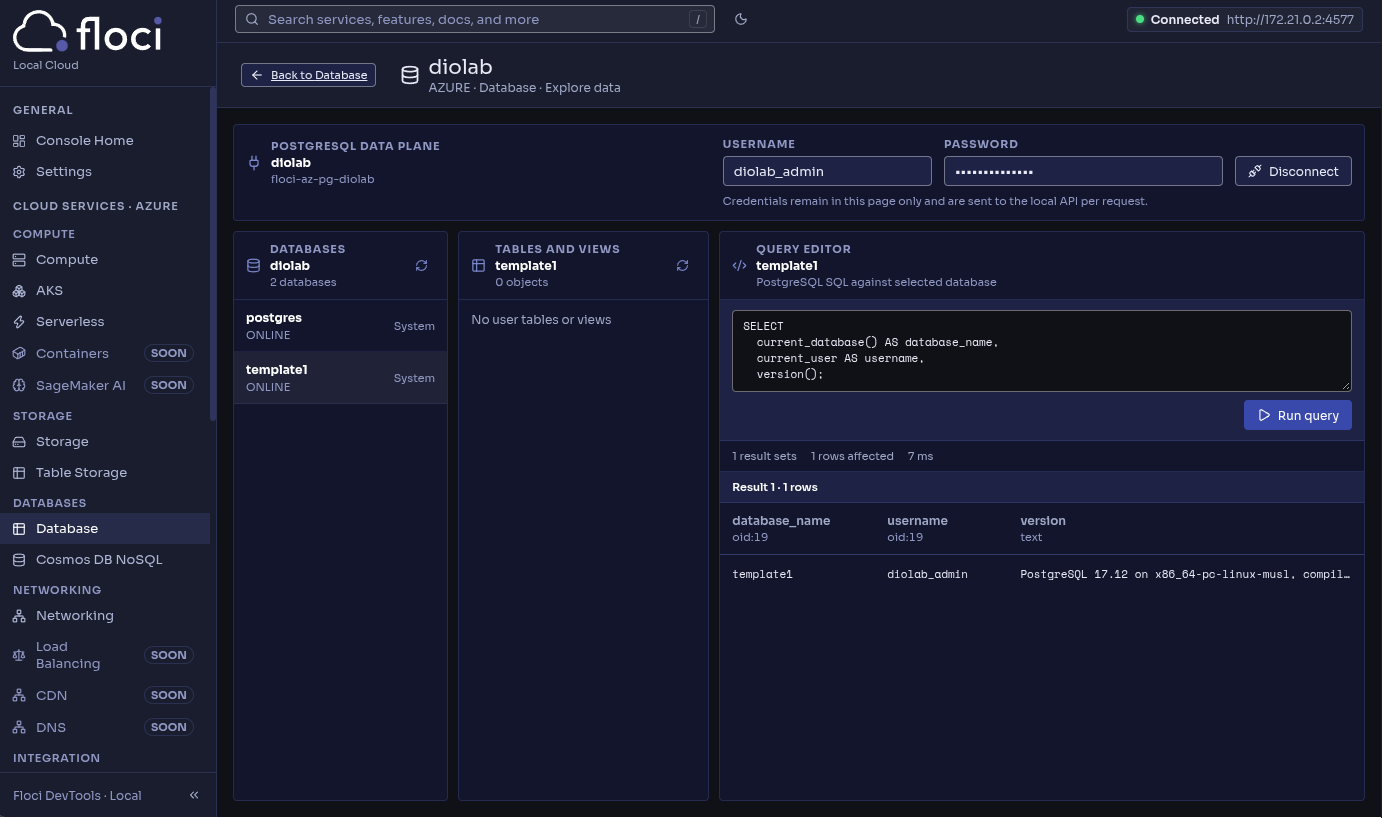 floci
Local Cloud
Search services, features, docs, and more
/
Connected http://172.21.0.2:4577
Back to Database
diolab
AZURE · Database · Explore data
GENERAL
Console Home
Settings
CLOUD SERVICES · AZURE
COMPUTE
Compute
AKS
Serverless
Containers SOON
SageMaker AI SOON
STORAGE
Storage
Table Storage
DATABASES
Database
Cosmos DB NoSQL
NETWORKING
Networking
Load
Balancing
SOON
CDN SOON
DNS SOON
INTEGRATION
Floci DevTools · Local
POSTGRESQL DATA PLANE
diolab
floci-az-pg-diolab
USERNAME
diolab_admin
PASSWORD
••••••••••••••
Disconnect
Credentials remain in this page only and are sent to the local API per request.
DATABASES
diolab
2 databases
postgres
ONLINE
System
template1
ONLINE
System
TABLES AND VIEWS
template1
0 objects
No user tables or views
QUERY EDITOR
template1
PostgreSQL SQL against selected database
SELECT
current_database() AS database_name,
current_user AS username,
version();
Run query
1 result sets 1 rows affected 7 ms
Result 1 · 1 rows
database_name username version
oid:19 oid:19 text
template1 diolab_admin PostgreSQL 17.12 on x86_64-pc-linux-musl, compil…